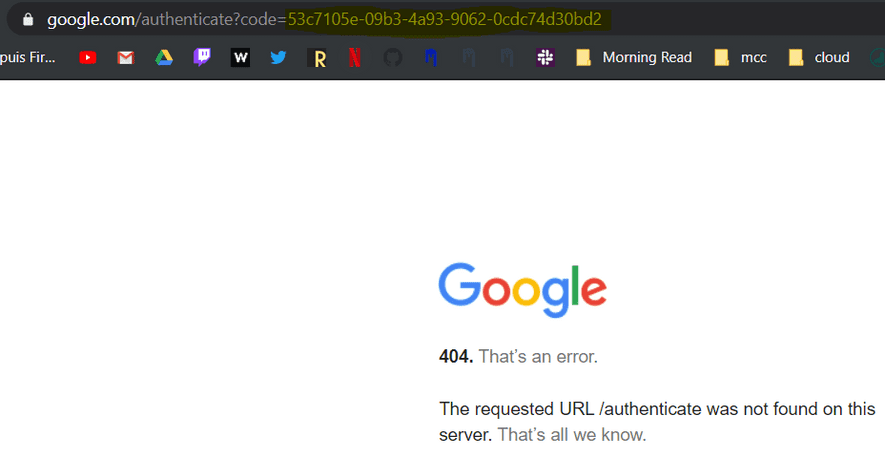 google.com/authenticate?code=53c7105e-09b3-4a93-9062-0cdc74d30bd2
puis Fir... W R N Morning Read mcc cloud
Google
404. That's an error.
The requested URL /authenticate was not found on this
server. That's all we know.